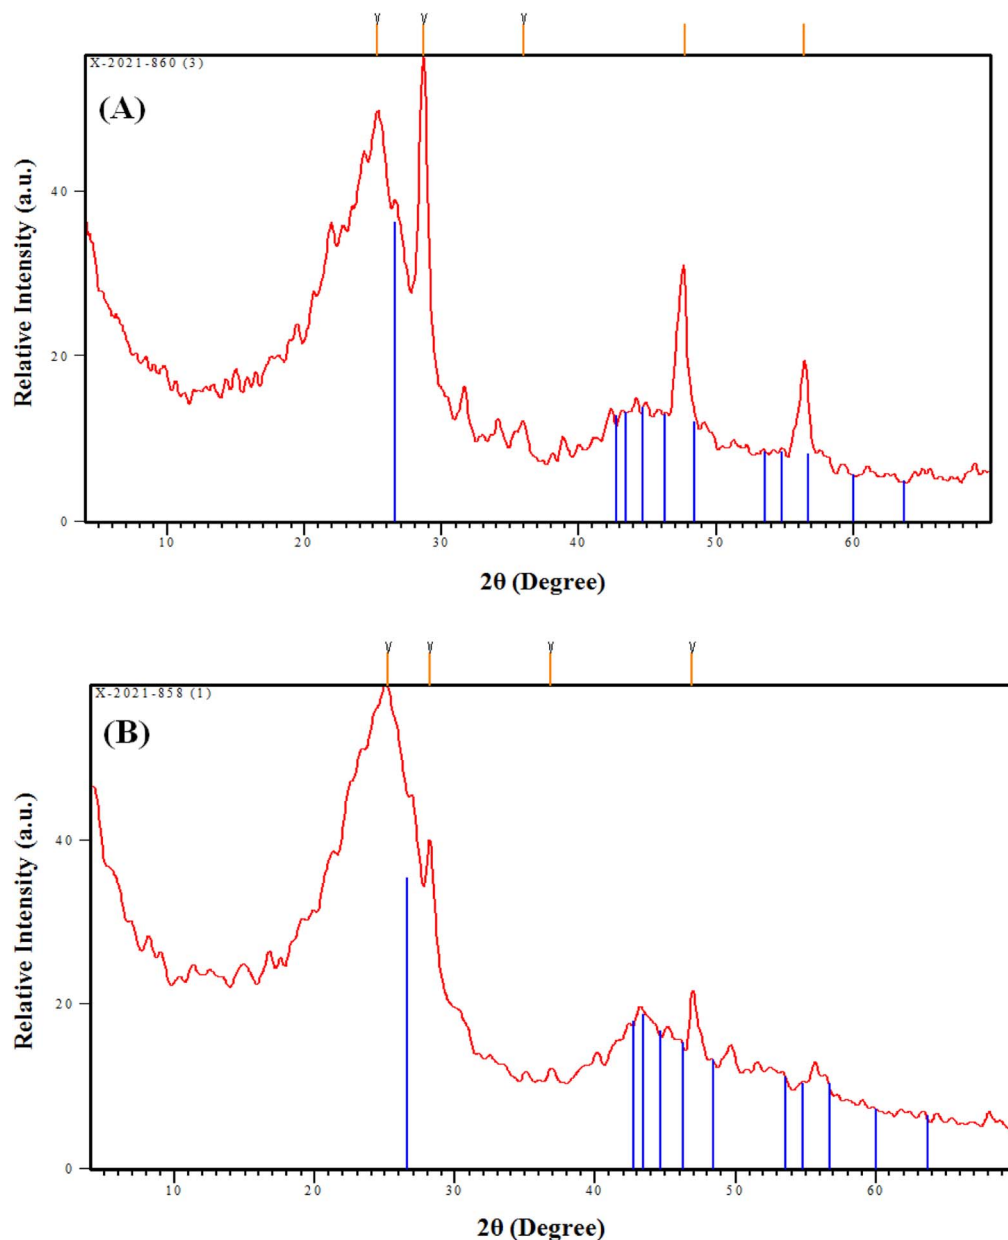 X-2021-860 (3)
(A)
Relative Intensity (a.u.)
40
20
0
10 20 30 40 50 60
2θ (Degree)
X-2021-858 (1)
(B)
Relative Intensity (a.u.)
40
20
0
10 20 30 40 50 60
2θ (Degree)